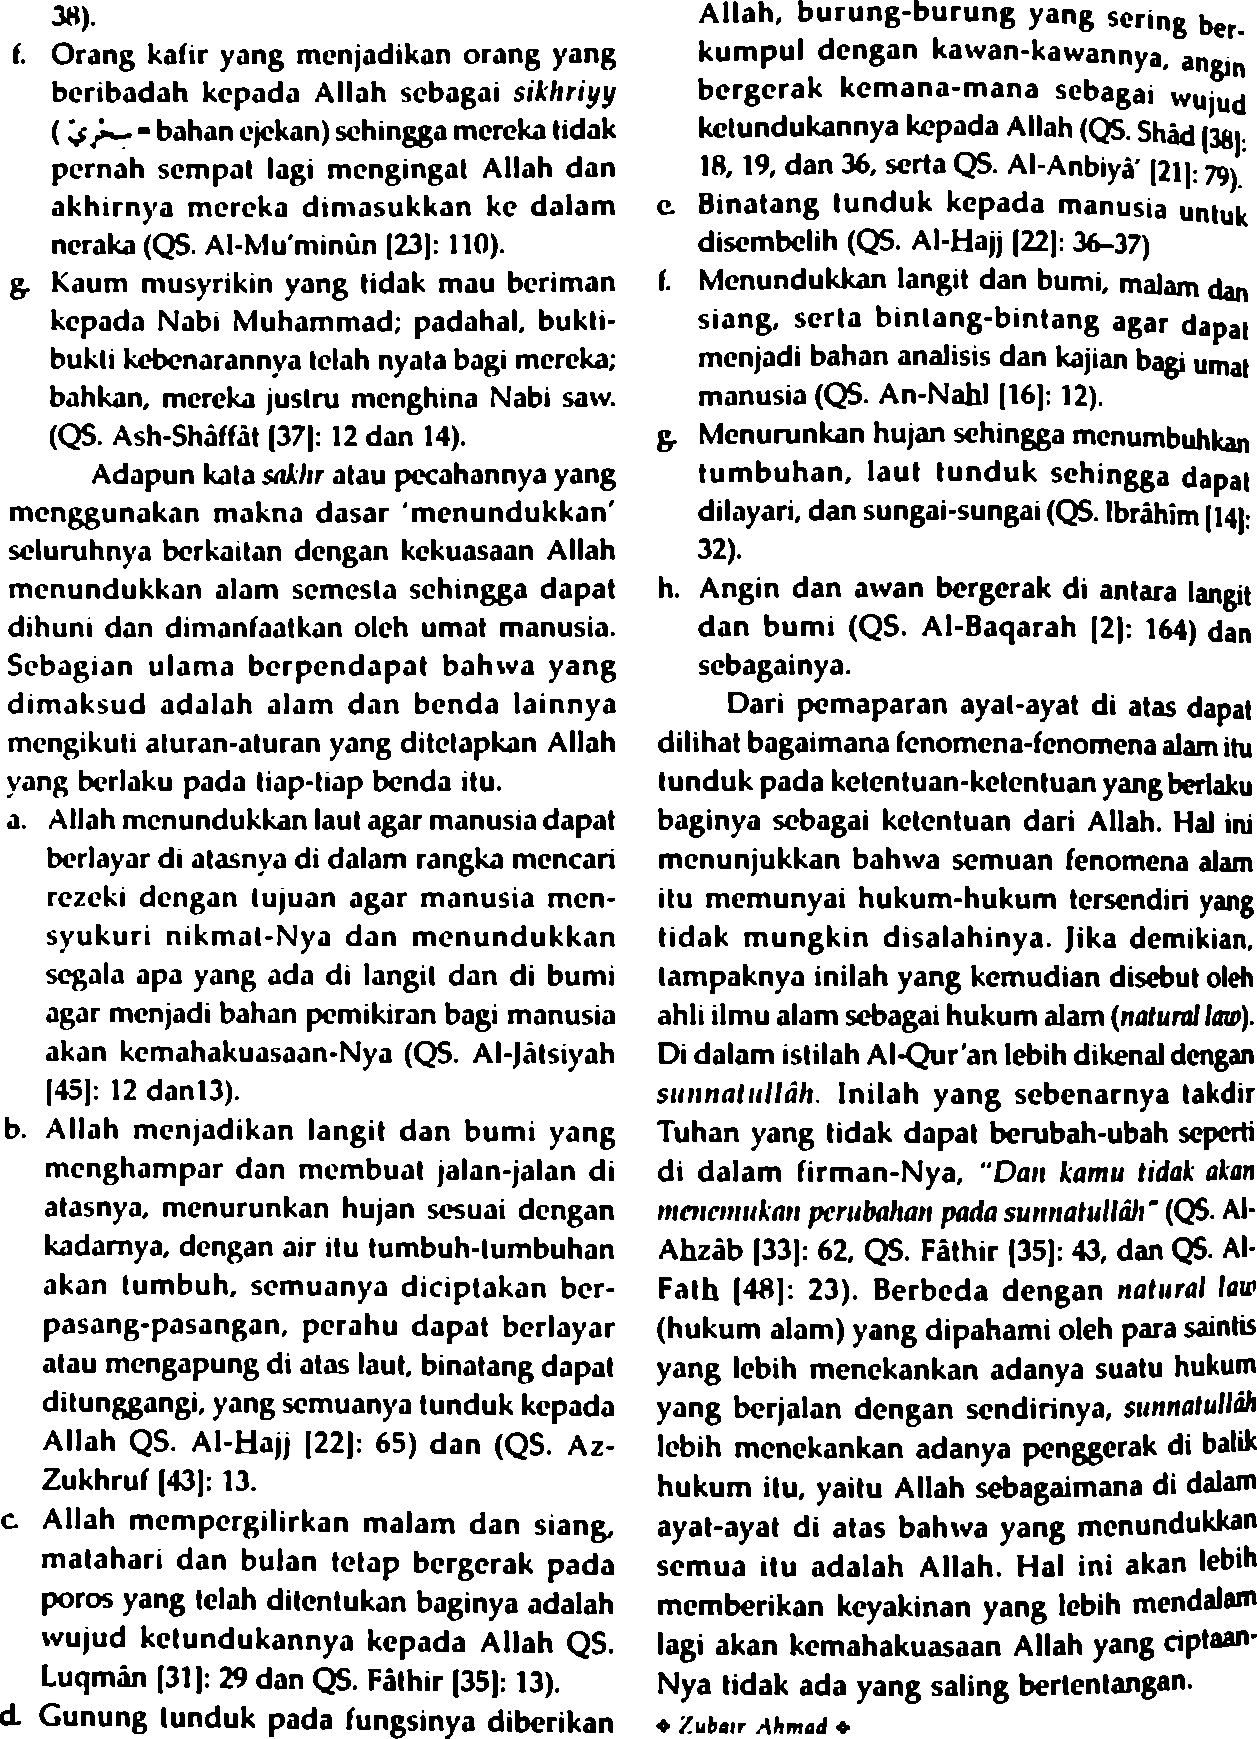 38).
f. Orang kafir yang menjadikan orang yang
beribadah kepada Allah sebagai sikhriyy
( سخري = bahan ejekan) sehingga mereka tidak
pernah sempat lagi mengingat Allah dan
akhirnya mereka dimasukkan ke dalam
neraka (QS. Al-Mu'minûn [23]: 110).
g. Kaum musyrikin yang tidak mau beriman
kepada Nabi Muhammad; padahal, bukti-
bukti kebenarannya telah nyata bagi mereka;
bahkan, mereka justru menghina Nabi saw.
(QS. Ash-Shâffât [37]: 12 dan 14).
Adapun kata sakhr atau pecahannya yang
menggunakan makna dasar 'menundukkan'
seluruhnya berkaitan dengan kekuasaan Allah
menundukkan alam semesta sehingga dapat
dihuni dan dimanfaatkan oleh umat manusia.
Sebagian ulama berpendapat bahwa yang
dimaksud adalah alam dan benda lainnya
mengikuti aturan-aturan yang ditetapkan Allah
yang berlaku pada tiap-tiap benda itu.
a. Allah menundukkan laut agar manusia dapat
berlayar di atasnya di dalam rangka mencari
rezeki dengan tujuan agar manusia men-
syukuri nikmat-Nya dan menundukkan
segala apa yang ada di langit dan di bumi
agar menjadi bahan pemikiran bagi manusia
akan kemahakuasaan-Nya (QS. Al-Jâtsiyah
[45]: 12 dan13).
b. Allah menjadikan langit dan bumi yang
menghampar dan membuat jalan-jalan di
atasnya, menurunkan hujan sesuai dengan
kadarnya, dengan air itu tumbuh-tumbuhan
akan tumbuh, semuanya diciptakan ber-
pasang-pasangan, perahu dapat berlayar
atau mengapung di atas laut, binatang dapat
ditunggangi, yang semuanya tunduk kepada
Allah QS. Al-Hajj [22]: 65) dan (QS. Az-
Zukhruf [43]: 13.
c. Allah mempergilirkan malam dan siang,
matahari dan bulan tetap bergerak pada
poros yang telah ditentukan baginya adalah
wujud ketundukannya kepada Allah QS.
Luqmân [31]: 29 dan QS. Fâthir [35]: 13).
d. Gunung tunduk pada fungsinya diberikan
Allah, burung-burung yang sering ber-
kumpul dengan kawan-kawannya, angin
bergerak kemana-mana sebagai wujud
ketundukannya kepada Allah (QS. Shâd [38]:
18, 19, dan 36, serta QS. Al-Anbiyâ' [21]: 79).
e. Binatang tunduk kepada manusia untuk
disembelih (QS. Al-Hajj [22]: 36–37)
f. Menundukkan langit dan bumi, malam dan
siang, serta bintang-bintang agar dapat
menjadi bahan analisis dan kajian bagi umat
manusia (QS. An-Nahl [16]: 12).
g. Menurunkan hujan sehingga menumbuhkan
tumbuhan, laut tunduk sehingga dapat
dilayari, dan sungai-sungai (QS. Ibrâhîm [14]:
32).
h. Angin dan awan bergerak di antara langit
dan bumi (QS. Al-Baqarah [2]: 164) dan
sebagainya.
Dari pemaparan ayat-ayat di atas dapat
dilihat bagaimana fenomena-fenomena alam itu
tunduk pada ketentuan-ketentuan yang berlaku
baginya sebagai ketentuan dari Allah. Hal ini
menunjukkan bahwa semuan fenomena alam
itu memunyai hukum-hukum tersendiri yang
tidak mungkin disalahinya. Jika demikian,
tampaknya inilah yang kemudian disebut oleh
ahli ilmu alam sebagai hukum alam (natural law).
Di dalam istilah Al-Qur'an lebih dikenal dengan
sunnatullâh. Inilah yang sebenarnya takdir
Tuhan yang tidak dapat berubah-ubah seperti
di dalam firman-Nya, "Dan kamu tidak akan
menemukan perubahan pada sunnatullâh" (QS. Al-
Ahzâb [33]: 62, QS. Fâthir [35]: 43, dan QS. Al-
Fath [48]: 23). Berbeda dengan natural law
(hukum alam) yang dipahami oleh para saintis
yang lebih menekankan adanya suatu hukum
yang berjalan dengan sendirinya, sunnatullâh
lebih menekankan adanya penggerak di balik
hukum itu, yaitu Allah sebagaimana di dalam
ayat-ayat di atas bahwa yang menundukkan
semua itu adalah Allah. Hal ini akan lebih
memberikan keyakinan yang lebih mendalam
lagi akan kemahakuasaan Allah yang ciptaan-
Nya tidak ada yang saling bertentangan.
❖ Zubair Ahmad ❖